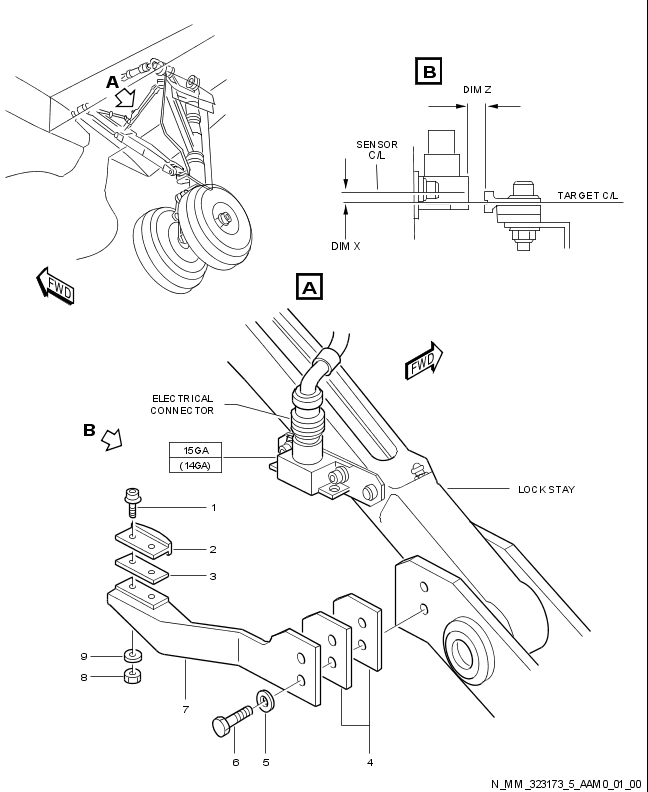 A
B
DIM Z
SENSOR
C/L
TARGET C/L
DIM X
FWD
A
FWD
ELECTRICAL
CONNECTOR
B
15GA
(14GA)
LOCK STAY
1
2
3
9
8
7
6
5
4
N_MM_323173_5_AAM0_01_00